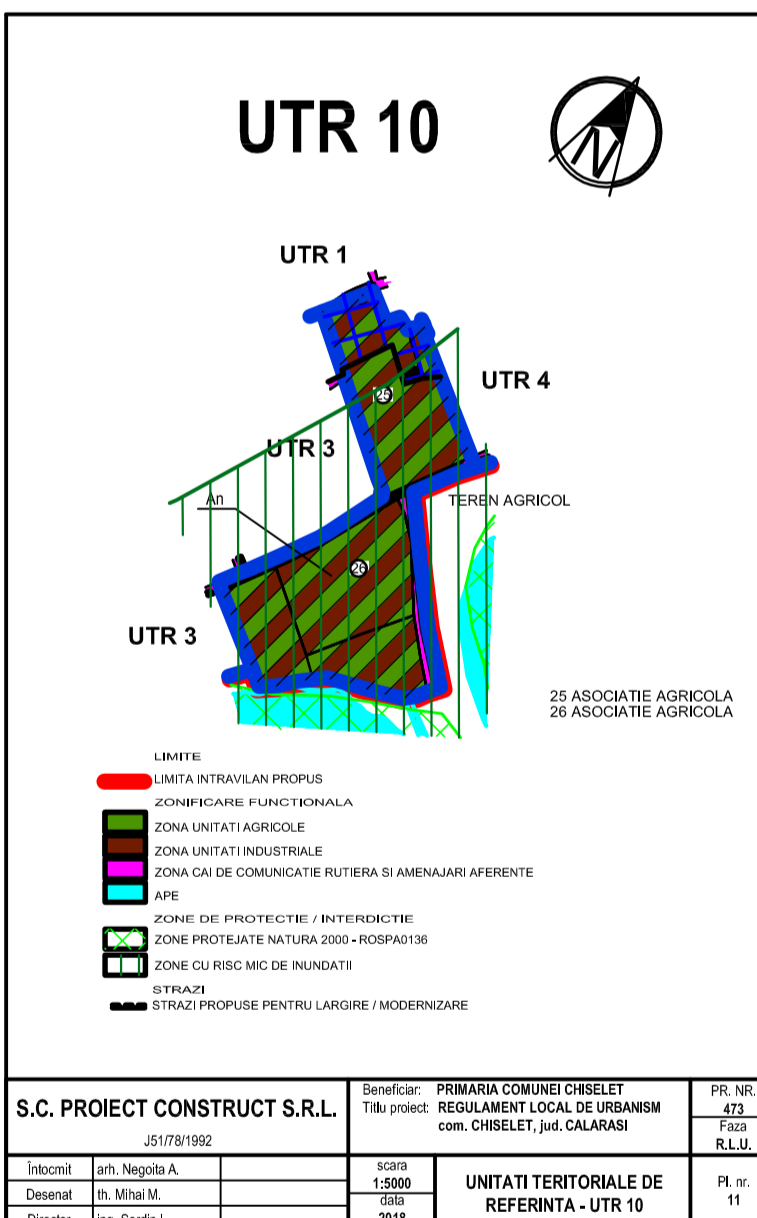 UTR 10
N
UTR 1
25
UTR 4
UTR 3
An
TEREN AGRICOL
26
UTR 3
25 ASOCIATIE AGRICOLA
26 ASOCIATIE AGRICOLA
LIMITE
LIMITA INTRAVILAN PROPUS
ZONIFICARE FUNCTIONALA
ZONA UNITATI AGRICOLE
ZONA UNITATI INDUSTRIALE
ZONA CAI DE COMUNICATIE RUTIERA SI AMENAJARI AFERENTE
APE
ZONE DE PROTECTIE / INTERDICTIE
ZONE PROTEJATE NATURA 2000 - ROSPA0136
ZONE CU RISC MIC DE INUNDATII
STRAZI
STRAZI PROPUSE PENTRU LARGIRE / MODERNIZARE
S.C. PROIECT CONSTRUCT S.R.L.
J51/78/1992
Beneficiar: PRIMARIA COMUNEI CHISELET
Titlu proiect: REGULAMENT LOCAL DE URBANISM
com. CHISELET, jud. CALARASI
PR. NR.
473
Faza
R.L.U.
Întocmit arh. Negoita A.
Desenat th. Mihai M.
scara
1:5000
data
2018
UNITATI TERITORIALE DE
REFERINTA - UTR 10
Pl. nr.
11